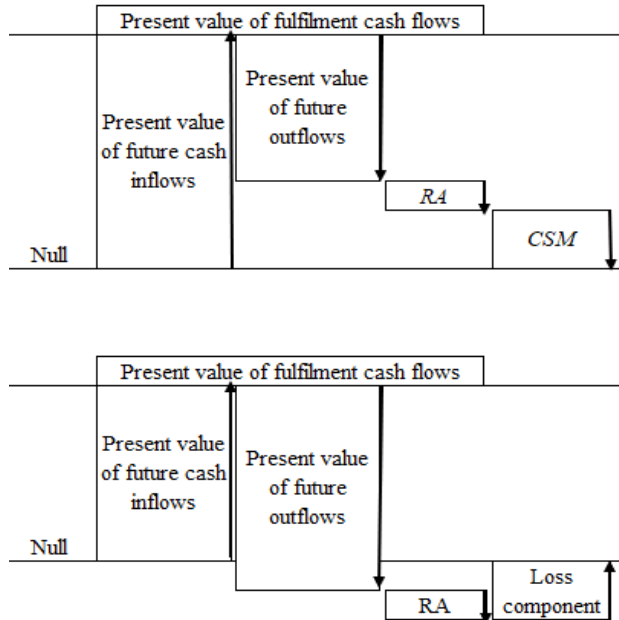 Present value of fulfilment cash flows
Present value
of future cash
inflows
Present value
of future
outflows
RA
CSM
Null
Present value of fulfilment cash flows
Present value
of future cash
inflows
Present value
of future
outflows
Null
RA
Loss
component